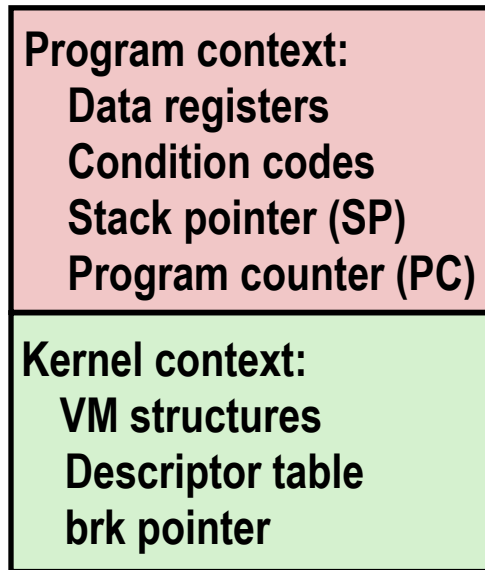 Program context:
Data registers
Condition codes
Stack pointer (SP)
Program counter (PC)
Kernel context:
VM structures
Descriptor table
brk pointer